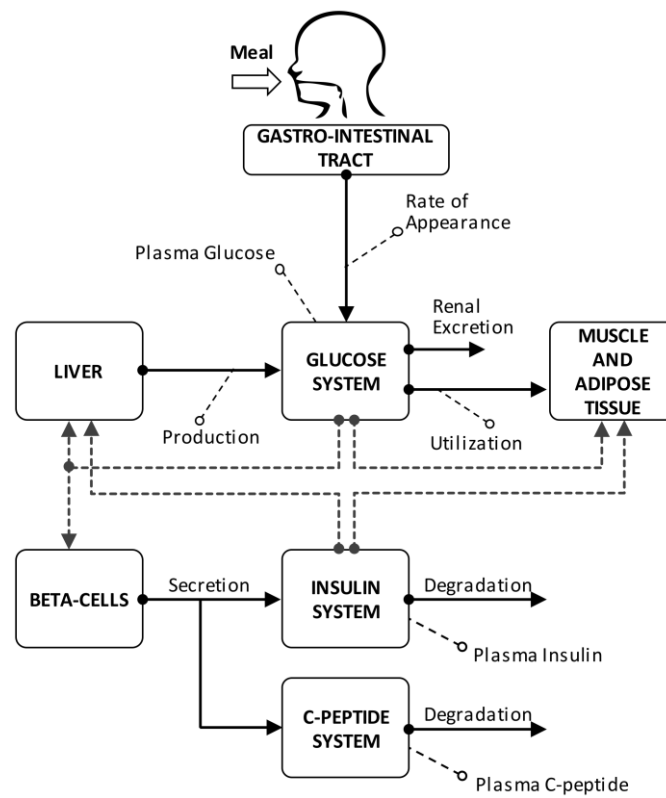 Meal
GASTRO-INTESTINAL
TRACT
Rate of
Appearance
Plasma Glucose
Renal
Excretion
LIVER
GLUCOSE
SYSTEM
MUSCLE
AND
ADIPOSE
TISSUE
Production
Utilization
BETA-CELLS
Secretion
INSULIN
SYSTEM
Degradation
Plasma Insulin
C-PEPTIDE
SYSTEM
Degradation
Plasma C-peptide